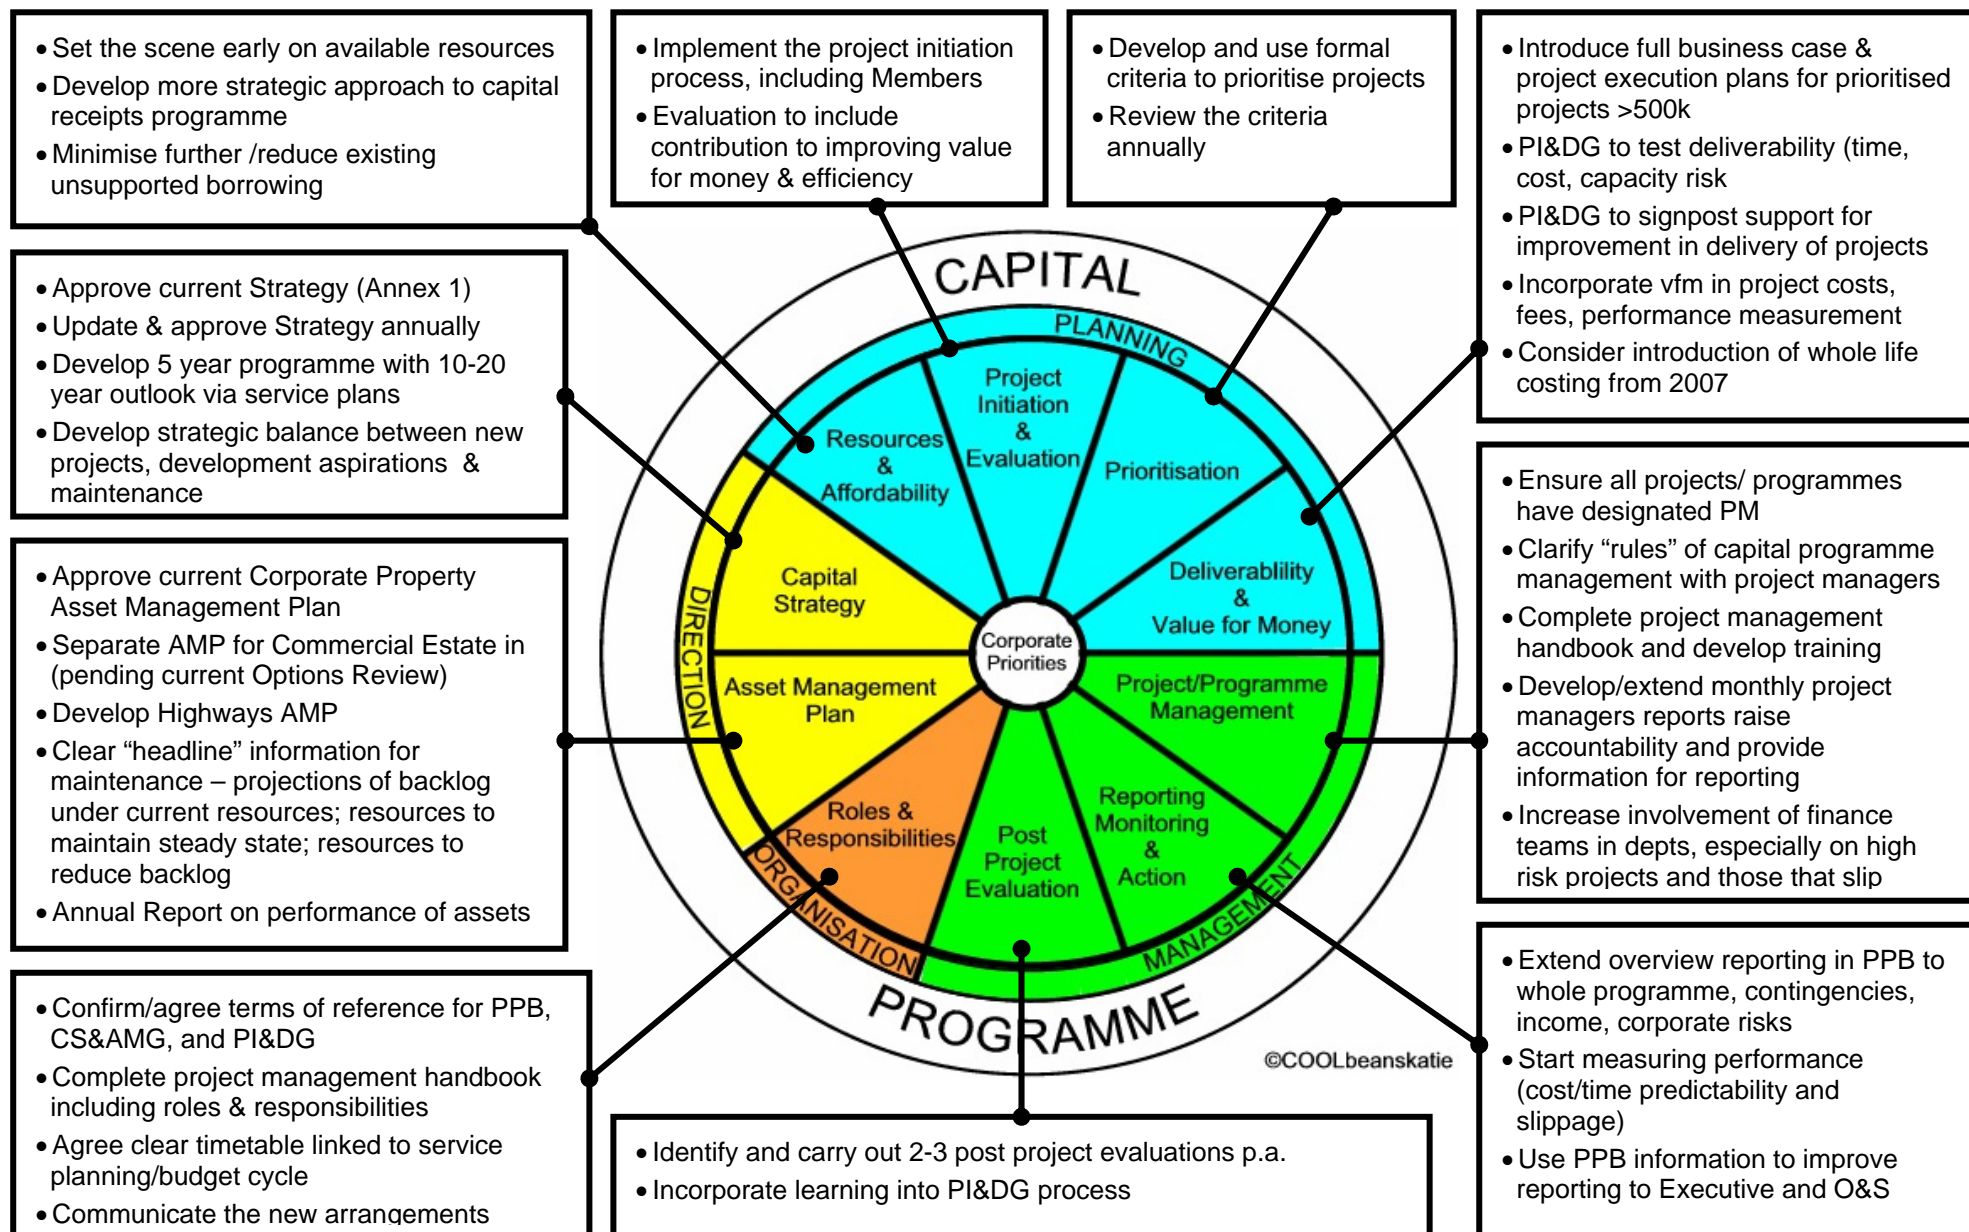 • Set the scene early on available resources
• Develop more strategic approach to capital
receipts programme
• Minimise further /reduce existing
unsupported borrowing
• Implement the project initiation
process, including Members
• Evaluation to include
contribution to improving value
for money & efficiency
• Develop and use formal
criteria to prioritise projects
• Review the criteria
annually
• Introduce full business case &
project execution plans for prioritised
projects >500k
• PI&DG to test deliverability (time,
cost, capacity risk
• PI&DG to signpost support for
improvement in delivery of projects
• Incorporate vfm in project costs,
fees, performance measurement
• Consider introduction of whole life
costing from 2007
• Approve current Strategy (Annex 1)
• Update & approve Strategy annually
• Develop 5 year programme with 10-20
year outlook via service plans
• Develop strategic balance between new
projects, development aspirations &
maintenance
• Approve current Corporate Property
Asset Management Plan
• Separate AMP for Commercial Estate in
(pending current Options Review)
• Develop Highways AMP
• Clear “headline” information for
maintenance – projections of backlog
under current resources; resources to
maintain steady state; resources to
reduce backlog
• Annual Report on performance of assets
• Confirm/agree terms of reference for PPB,
CS&AMG, and PI&DG
• Complete project management handbook
including roles & responsibilities
• Agree clear timetable linked to service
planning/budget cycle
• Communicate the new arrangements
CAPITAL
PLANNING
Project
Initiation
&
Evaluation
Resources
&
Affordability
Prioritisation
Deliverablility
&
Value for Money
DIRECTION
Capital
Strategy
Corporate
Priorities
Asset Management
Plan
Project/Programme
Management
Roles &
Responsibilities
Reporting
Monitoring
&
Action
Post
Project
Evaluation
ORGANISATION
MANAGEMENT
PROGRAMME
©COOLbeanskatie
• Ensure all projects/ programmes
have designated PM
• Clarify “rules” of capital programme
management with project managers
• Complete project management
handbook and develop training
• Develop/extend monthly project
managers reports raise
accountability and provide
information for reporting
• Increase involvement of finance
teams in depts, especially on high
risk projects and those that slip
• Extend overview reporting in PPB to
whole programme, contingencies,
income, corporate risks
• Start measuring performance
(cost/time predictability and
slippage)
• Use PPB information to improve
reporting to Executive and O&S
• Identify and carry out 2-3 post project evaluations p.a.
• Incorporate learning into PI&DG process